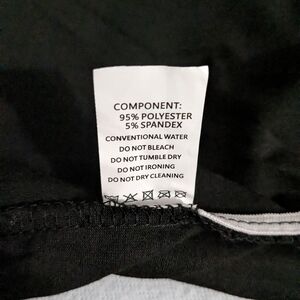 COMPONENT:
95% POLYESTER
5% SPANDEX
CONVENTIONAL WATER
DO NOT BLEACH
DO NOT TUMBLE DRY
DO NOT IRONING
DO NOT DRY CLEANING